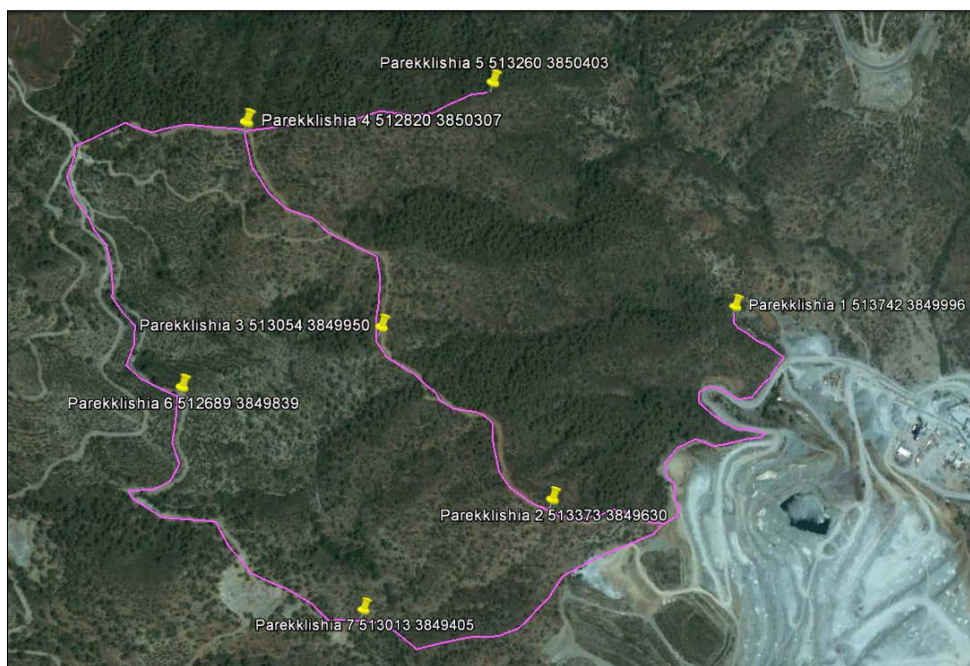 Parekklishia 5 513260 3850403
Parekklishia 4 512820 3850307
Parekklishia 1 513742 3849996
Parekklishia 3 513054 3849950
Parekklishia 6 512689 3849839
Parekklishia 2 513373 3849630
Parekklishia 7 513013 3849405